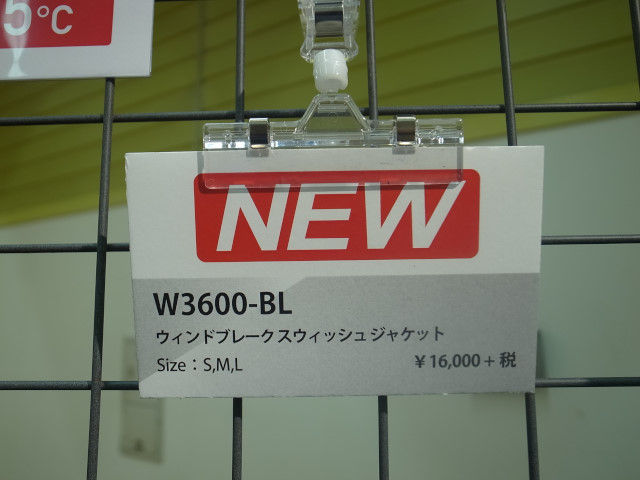 5℃
NEW
W3600-BL
ウィンドブレークスウィッシュジャケット
Size：S,M,L
¥16,000+税